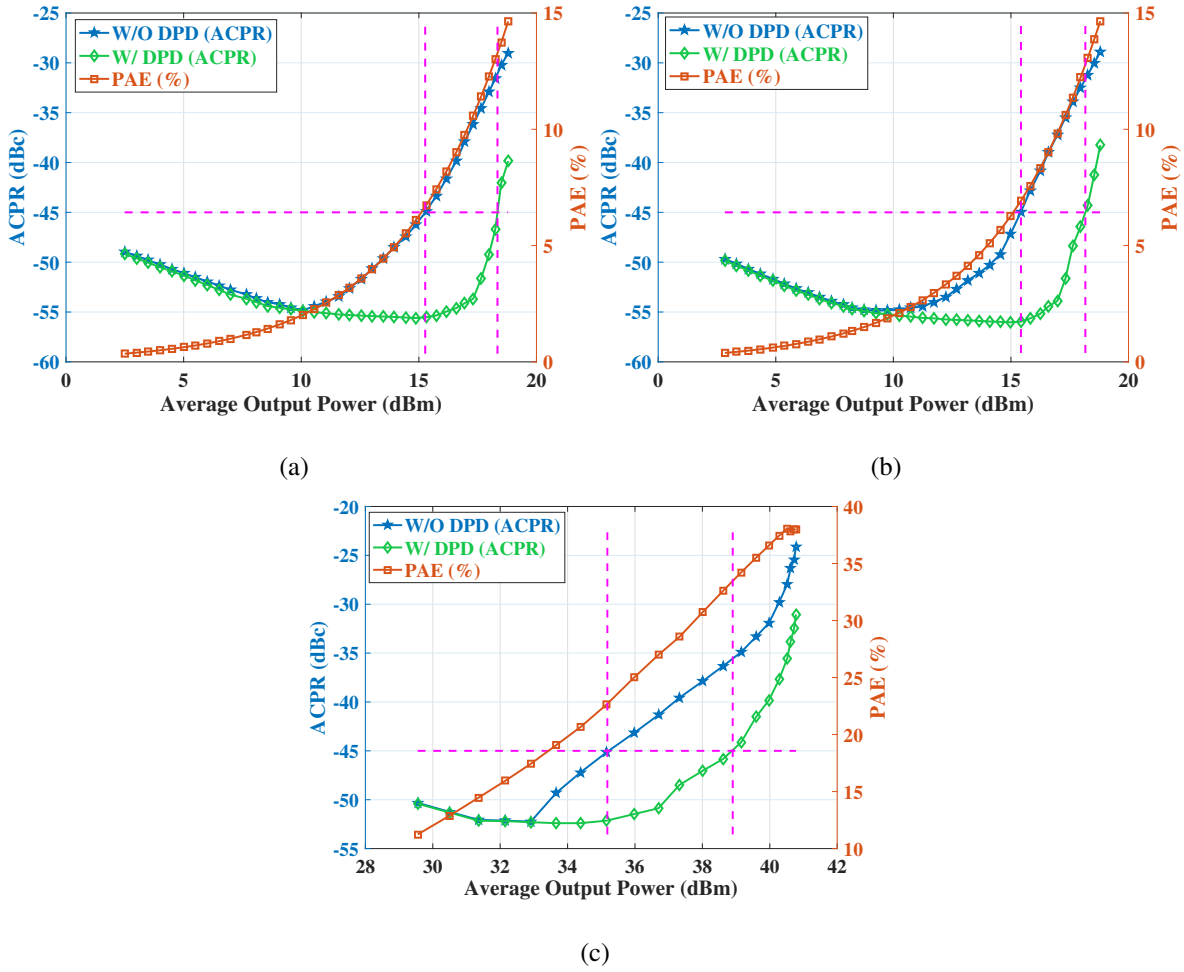 W/O DPD (ACPR)
W/ DPD (ACPR)
PAE (%)
-25
-30
-35
-40
-45
-50
-55
-60
ACPR (dBc)
15
10
5
0
PAE (%)
0
5
10
15
20
Average Output Power (dBm)
(a)
W/O DPD (ACPR)
W/ DPD (ACPR)
PAE (%)
-25
-30
-35
-40
-45
-50
-55
-60
ACPR (dBc)
15
10
5
0
PAE (%)
0
5
10
15
20
Average Output Power (dBm)
(b)
W/O DPD (ACPR)
W/ DPD (ACPR)
PAE (%)
-20
-25
-30
-35
-40
-45
-50
-55
ACPR (dBc)
40
35
30
25
20
15
10
PAE (%)
28
30
32
34
36
38
40
42
Average Output Power (dBm)
(c)